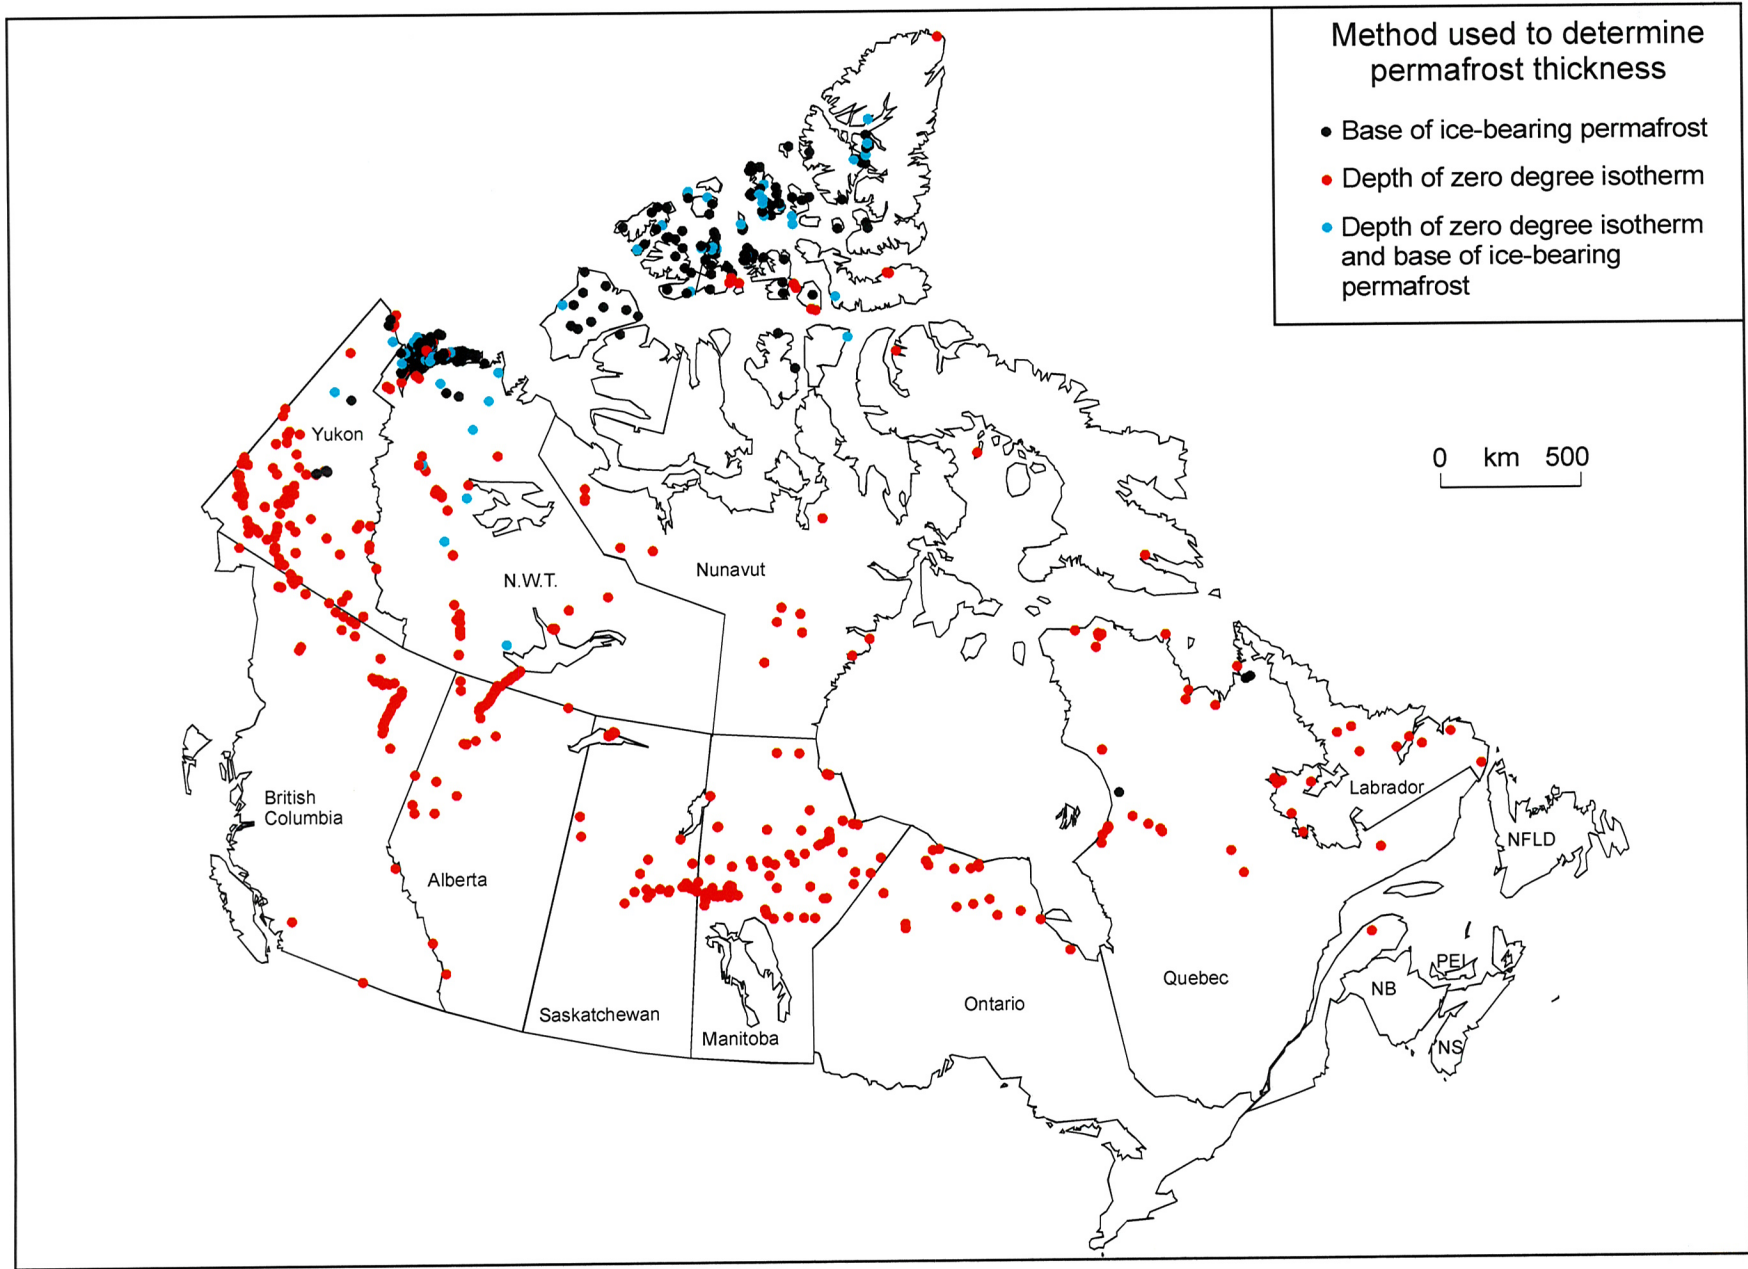 Method used to determine
permafrost thickness
Base of ice-bearing permafrost
Depth of zero degree isotherm
Depth of zero degree isotherm
and base of ice-bearing
permafrost
0 km 500
Yukon
N.W.T.
Nunavut
British
Columbia
Alberta
Saskatchewan
Manitoba
Ontario
Quebec
Labrador
NFLD
PEI
NB
NS